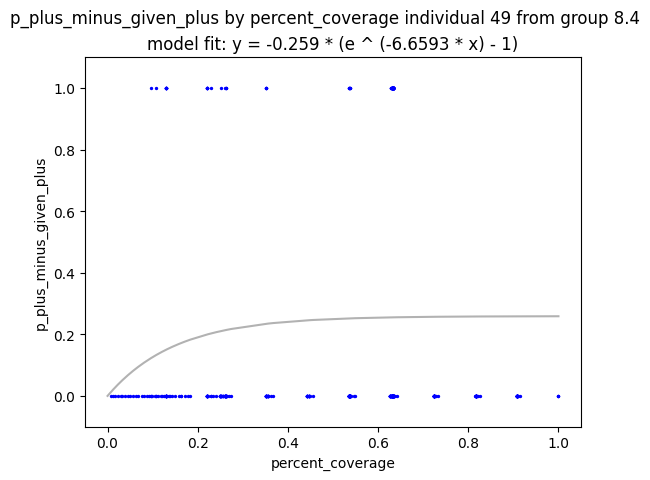 p_plus_minus_given_plus by percent_coverage individual 49 from group 8.4
model fit: y = -0.259 * (e ^ (-6.6593 * x) - 1)
1.0
0.8
0.6
0.4
0.2
0.0
p_plus_minus_given_plus
0.0 0.2 0.4 0.6 0.8 1.0
percent_coverage